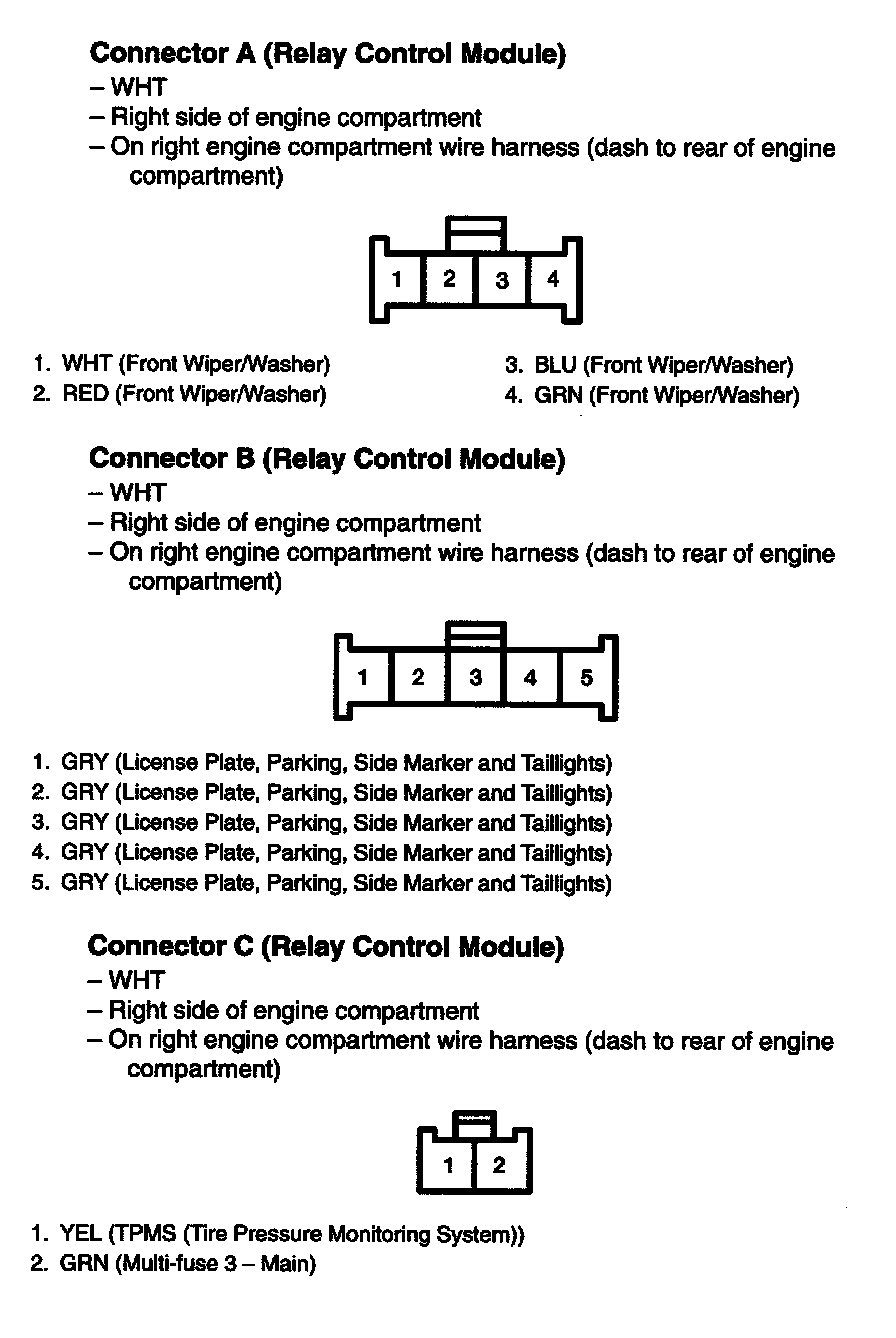 Connector A (Relay Control Module)
– WHT
– Right side of engine compartment
– On right engine compartment wire harness (dash to rear of engine
compartment)
1 2 3 4
1. WHT (Front Wiper/Washer)
2. RED (Front Wiper/Washer)
3. BLU (Front Wiper/Washer)
4. GRN (Front Wiper/Washer)
Connector B (Relay Control Module)
– WHT
– Right side of engine compartment
– On right engine compartment wire harness (dash to rear of engine
compartment)
1 2 3 4 5
1. GRY (License Plate, Parking, Side Marker and Taillights)
2. GRY (License Plate, Parking, Side Marker and Taillights)
3. GRY (License Plate, Parking, Side Marker and Taillights)
4. GRY (License Plate, Parking, Side Marker and Taillights)
5. GRY (License Plate, Parking, Side Marker and Taillights)
Connector C (Relay Control Module)
– WHT
– Right side of engine compartment
– On right engine compartment wire harness (dash to rear of engine
compartment)
1 2
1. YEL (TPMS (Tire Pressure Monitoring System))
2. GRN (Multi-fuse 3 – Main)